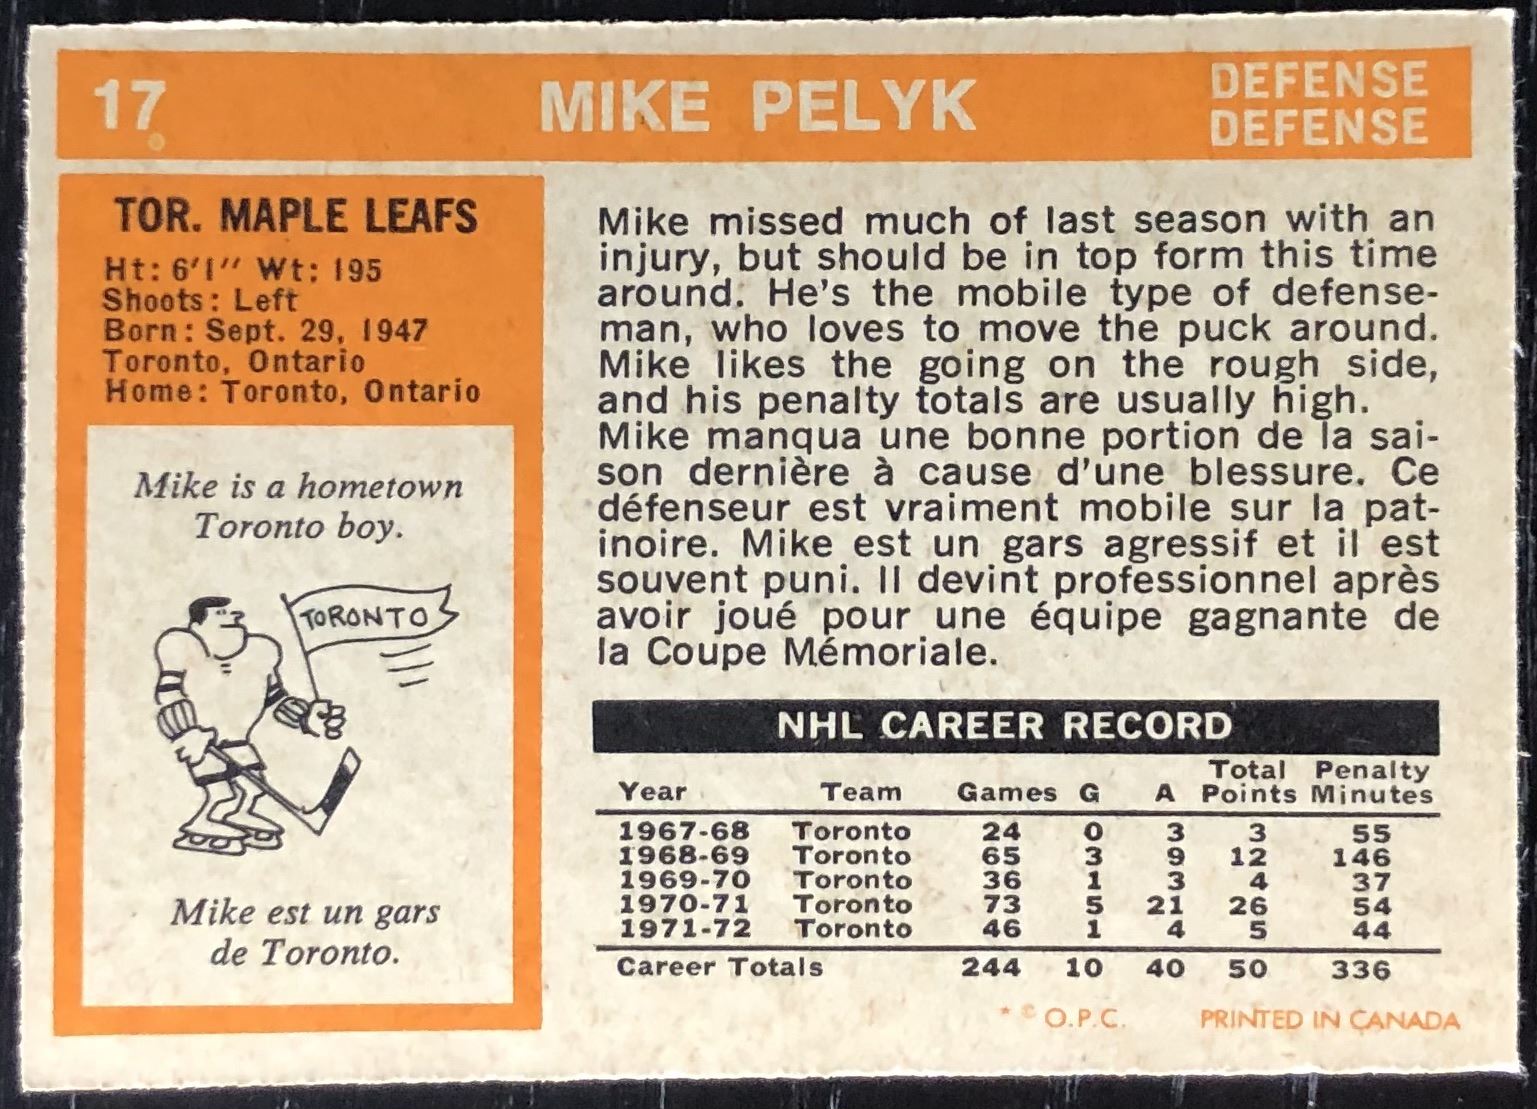 17 MIKE PELYK DEFENSE
DEFENSE
TOR. MAPLE LEAFS
Ht: 6'1" Wt: 195
Shoots: Left
Born: Sept. 29, 1947
Toronto, Ontario
Home: Toronto, Ontario
Mike is a hometown
Toronto boy.
TORONTO
Mike est un gars
de Toronto.
Mike missed much of last season with an
injury, but should be in top form this time
around. He's the mobile type of defense-
man, who loves to move the puck around.
Mike likes the going on the rough side,
and his penalty totals are usually high.
Mike manqua une bonne portion de la sai-
son dernière à cause d'une blessure. Ce
défenseur est vraiment mobile sur la pat-
inoire. Mike est un gars agressif et il est
souvent puni. Il devint professionnel après
avoir joué pour une équipe gagnante de
la Coupe Mémoriale.
NHL CAREER RECORD
Year Team Games G A Total Points Penalty Minutes
1967-68 Toronto 24 0 3 3 55
1968-69 Toronto 65 3 9 12 146
1969-70 Toronto 36 1 3 4 37
1970-71 Toronto 73 5 21 26 54
1971-72 Toronto 46 1 4 5 44
Career Totals 244 10 40 50 336
* © O.P.C. PRINTED IN CANADA